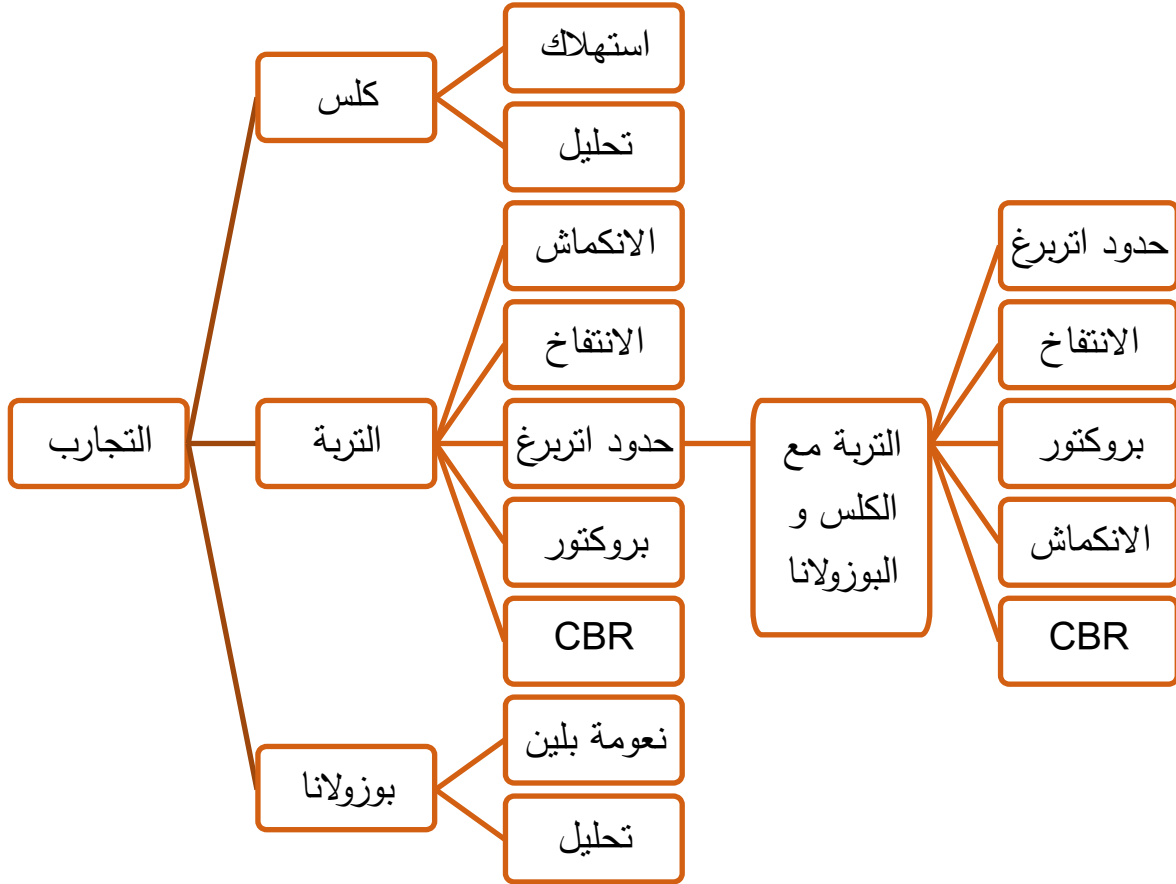 التجارب
كلس
استهلاك
تحليل
التربة
الانكماش
الانتفاخ
حدود اتربرغ
بروكتور
CBR
التربة مع
الكلس و
البوزولانا
حدود اتربرغ
الانتفاخ
بروكتور
الانكماش
CBR
بوزولانا
نعومة بلين
تحليل